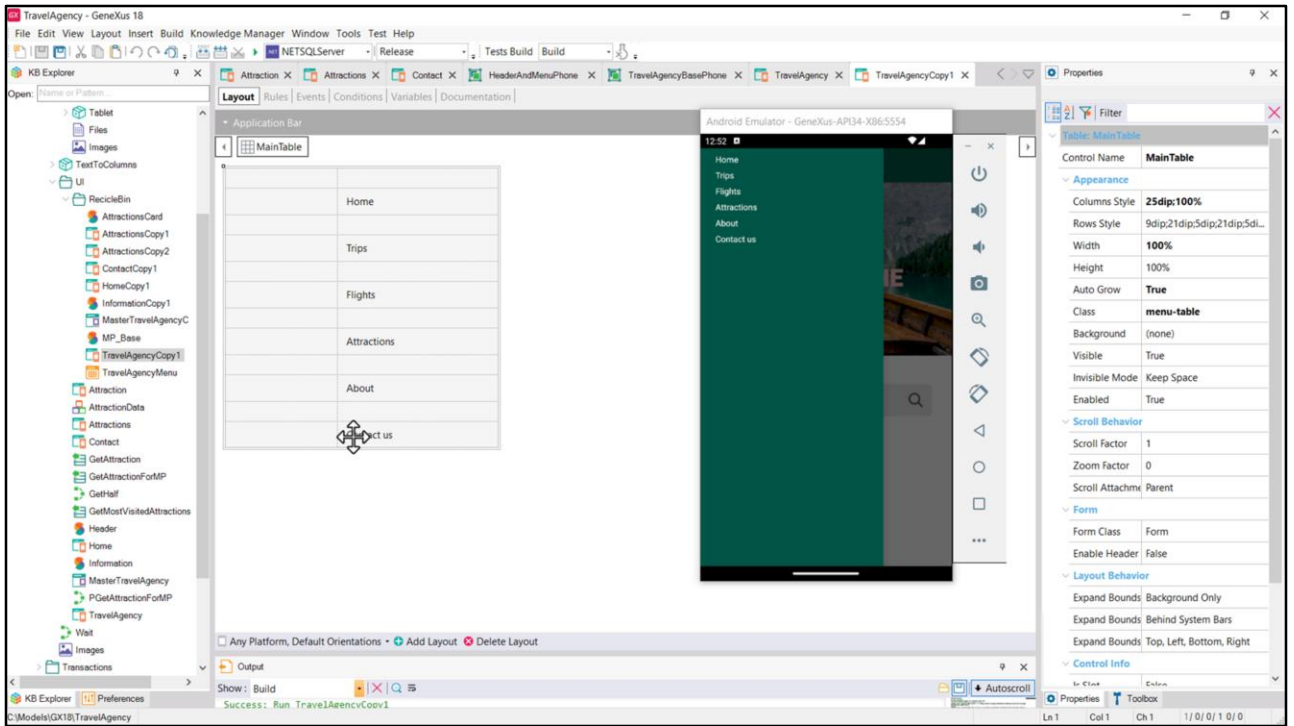 TravelAgency - GeneXus 18
File Edit View Layout Insert Build Knowledge Manager Window Tools Test Help
NETSQLServer Release Tests Build Build
KB Explorer
Open: Name or Pattern...
Tablet
Files
Images
TextToColumns
UI
RecicleBin
AttractionsCard
AttractionsCopy1
AttractionsCopy2
ContactCopy1
HomeCopy1
InformationCopy1
MasterTravelAgencyC
MP_Base
TravelAgencyCopy1
TravelAgencyMenu
Attraction
AttractionData
Attractions
Contact
GetAttraction
GetAttractionForMP
GetHalf
GetMostVisitedAttractions
Header
Home
Information
MasterTravelAgency
PGetAttractionForMP
TravelAgency
Wait
Images
Transactions
KB Explorer Preferences
C:\Models\GX18\TravelAgency
Attraction Attractions Contact HeaderAndMenuPhone TravelAgencyBasePhone TravelAgency TravelAgencyCopy1
Layout Rules Events Conditions Variables Documentation
Application Bar
MainTable
Home
Trips
Flights
Attractions
About
act us
Any Platform, Default Orientations Add Layout Delete Layout
Output
Show: Build Autoscroll
Success: Run TravelAgencyCopy1
Android Emulator - GeneXus-API34-X86:5554
12:52
Home
Trips
Flights
Attractions
About
Contact us
Properties
Filter
Table: MainTable
Control Name MainTable
Appearance
Columns Style 25dip;100%
Rows Style 9dip;21dip;5dip;21dip;5di...
Width 100%
Height 100%
Auto Grow True
Class menu-table
Background (none)
Visible True
Invisible Mode Keep Space
Enabled True
Scroll Behavior
Scroll Factor 1
Zoom Factor 0
Scroll Attachme Parent
Form
Form Class Form
Enable Header False
Layout Behavior
Expand Bounds Background Only
Expand Bounds Behind System Bars
Expand Bounds Top, Left, Bottom, Right
Control Info
Is Slot False
Properties Toolbox
Ln 1 Col 1 Ch 1 1/0/0/1 0/0